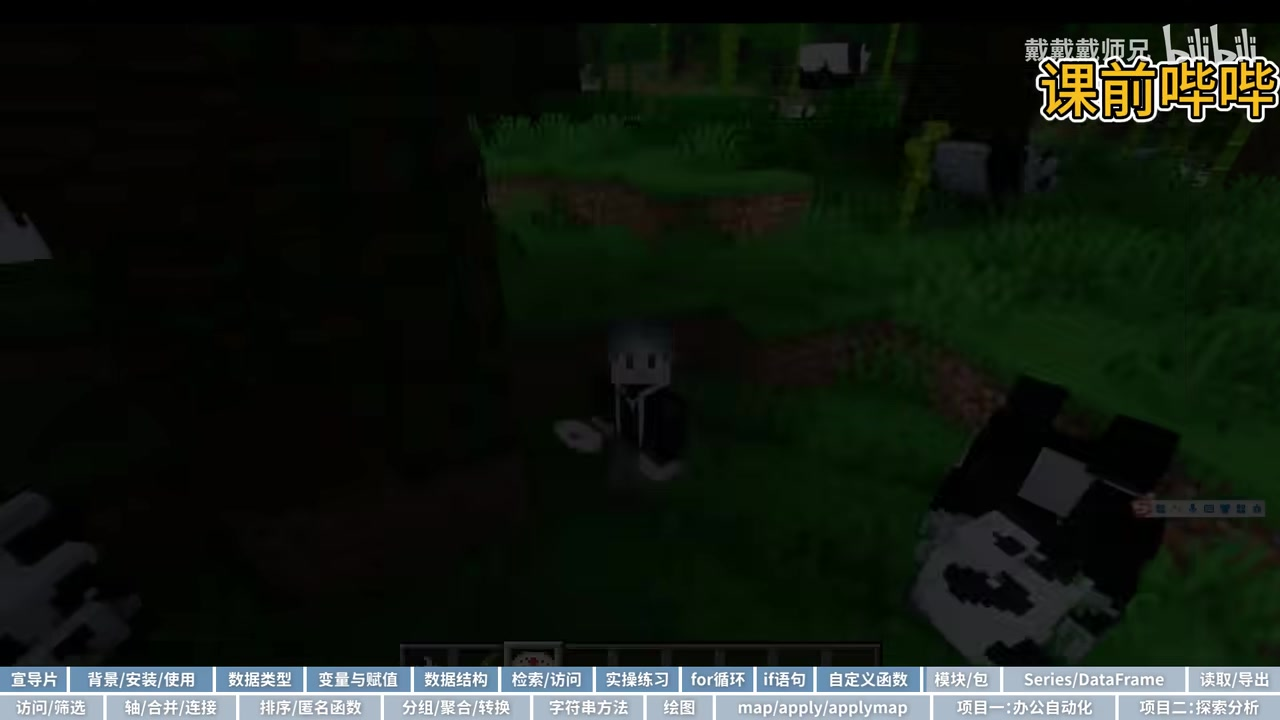 戴戴戴师兄 bilibili
课前哔哔
宣导片 背景/安装/使用 数据类型 变量与赋值 数据结构 检索/访问 实操练习 for循环 if语句 自定义函数 模块/包 Series/DataFrame 读取/导出
访问/筛选 轴/合并/连接 排序/匿名函数 分组/聚合/转换 字符串方法 绘图 map/apply/applymap 项目一:办公自动化 项目二:探索分析